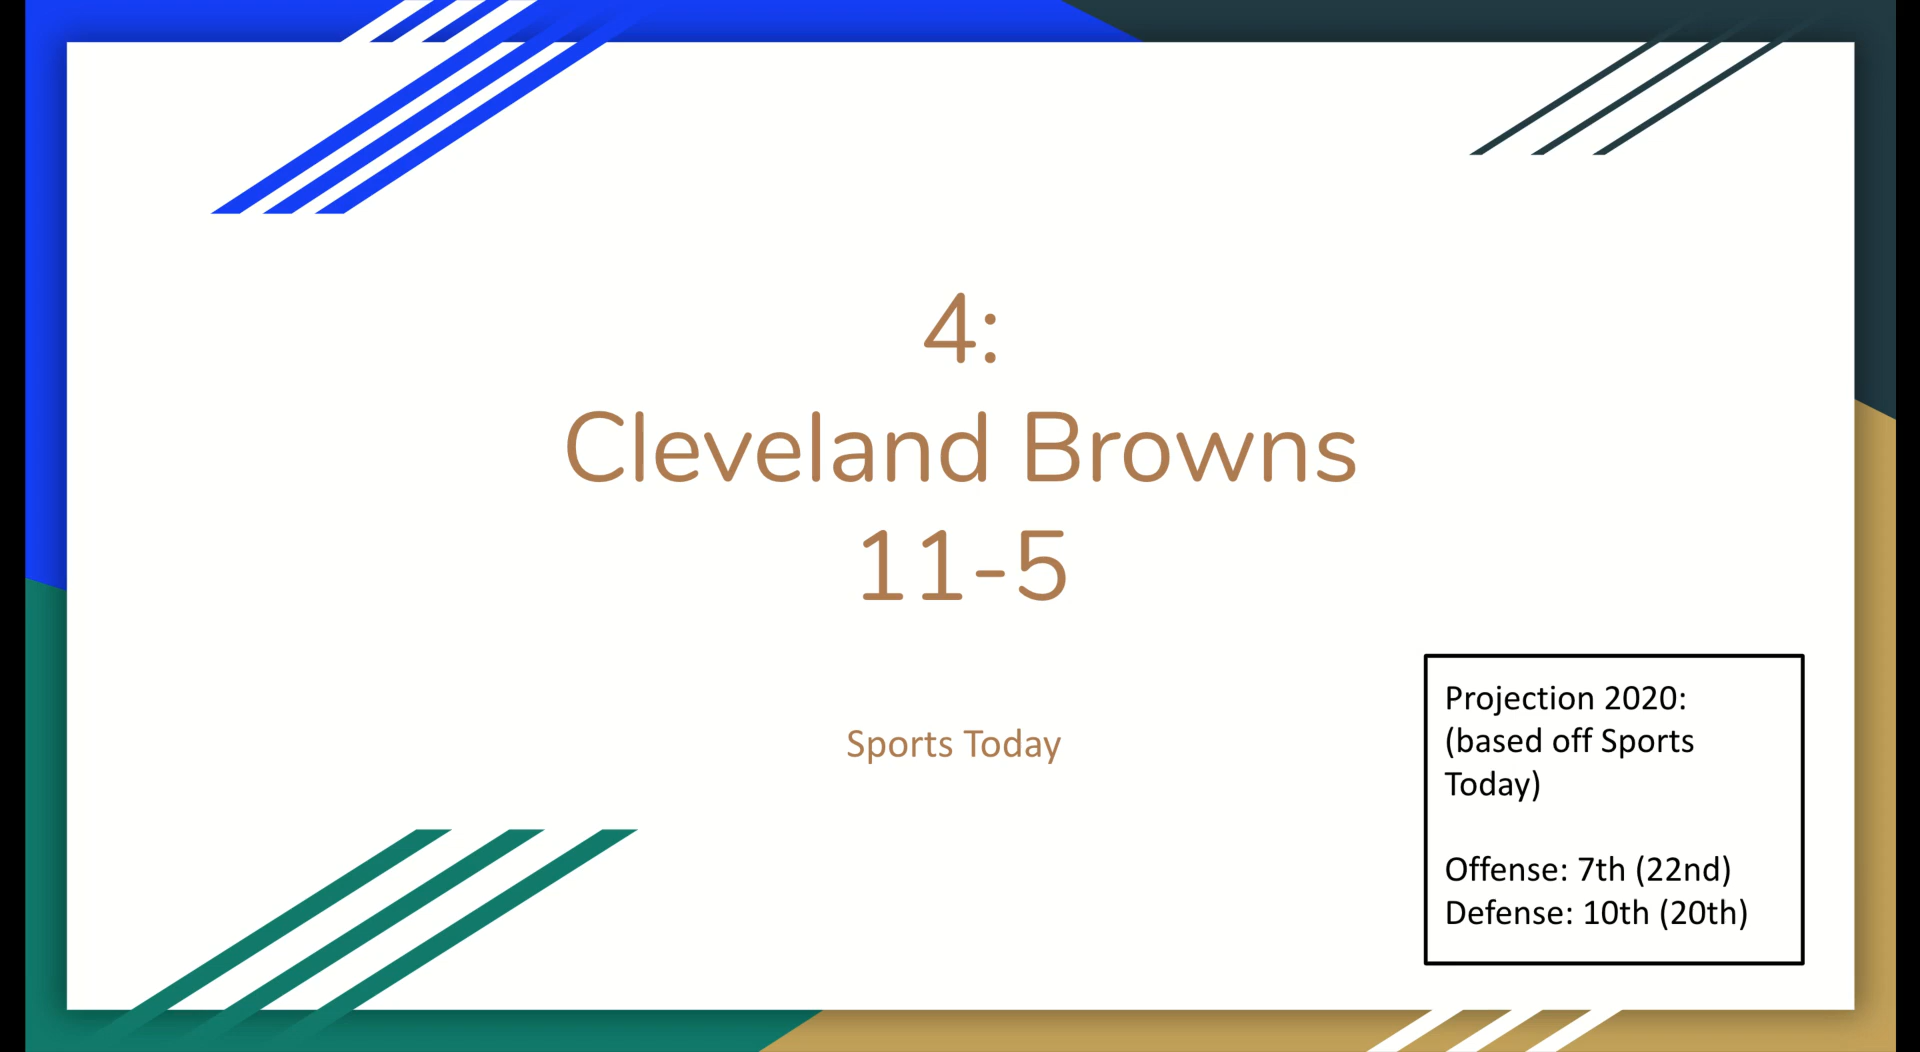 4:
Cleveland Browns
11-5
Sports Today
Projection 2020:
(based off Sports
Today)
Offense: 7th (22nd)
Defense: 10th (20th)